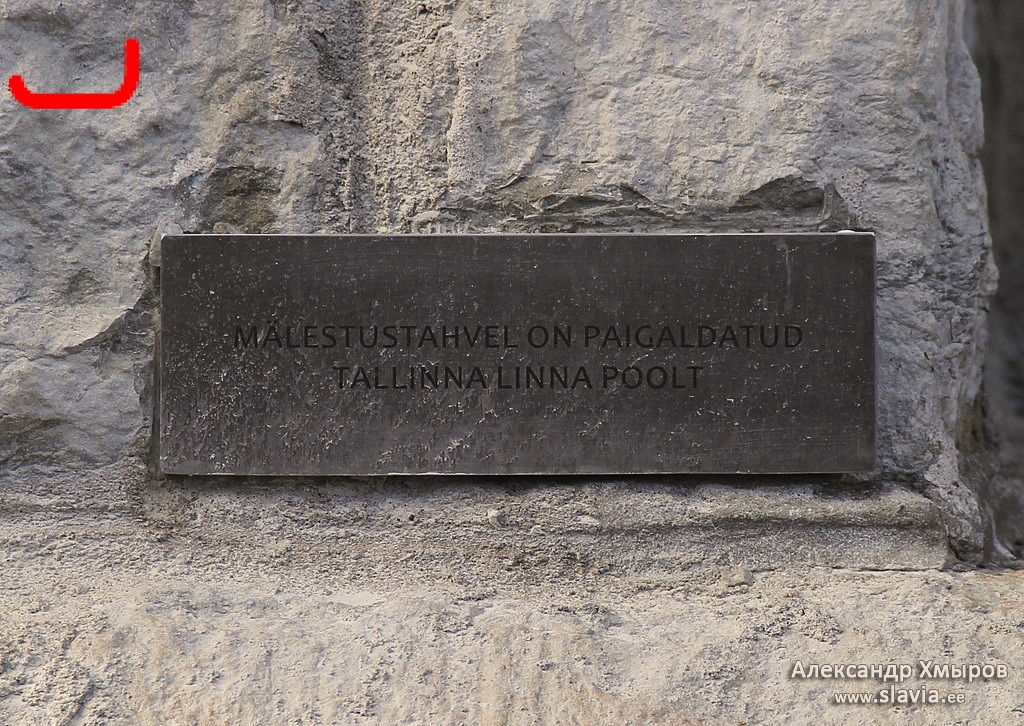 MÄLESTUSTAHVEL ON PAIGALDATUD
TALLINNA LINNA POOLT
Александр Хмыров
www.slavia.ee